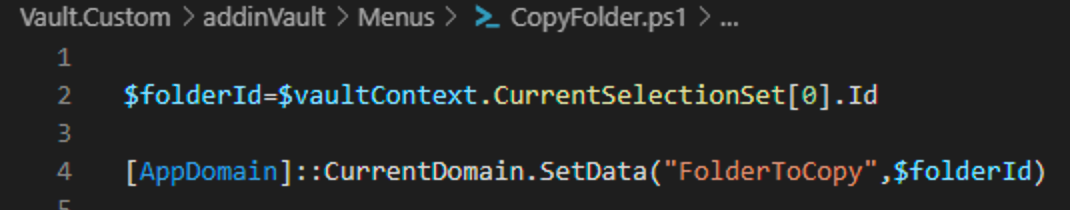 Vault.Custom > addinVault > Menus > CopyFolder.ps1 > ...
1
2 $folderId=$vaultContext.CurrentSelectionSet[0].Id
3
4 [AppDomain]::CurrentDomain.SetData("FolderToCopy",$folderId)
5